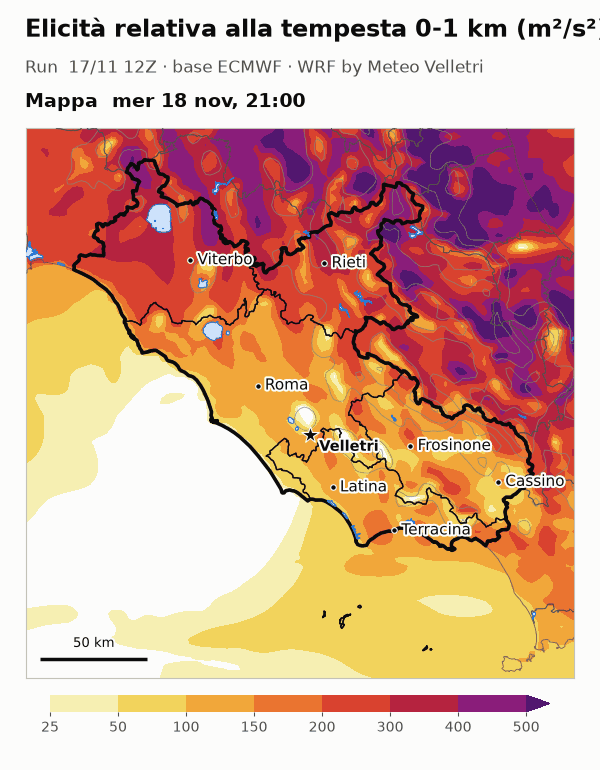 Elicità relativa alla tempesta 0-1 km (m²/s²)
Run  17/11 12Z · base ECMWF · WRF by Meteo Velletri
Mappa  mer 18 nov, 21:00
Viterbo
Rieti
Roma
Velletri
Frosinone
Cassino
Latina
Terracina
50 km
25 50 100 150 200 300 400 500